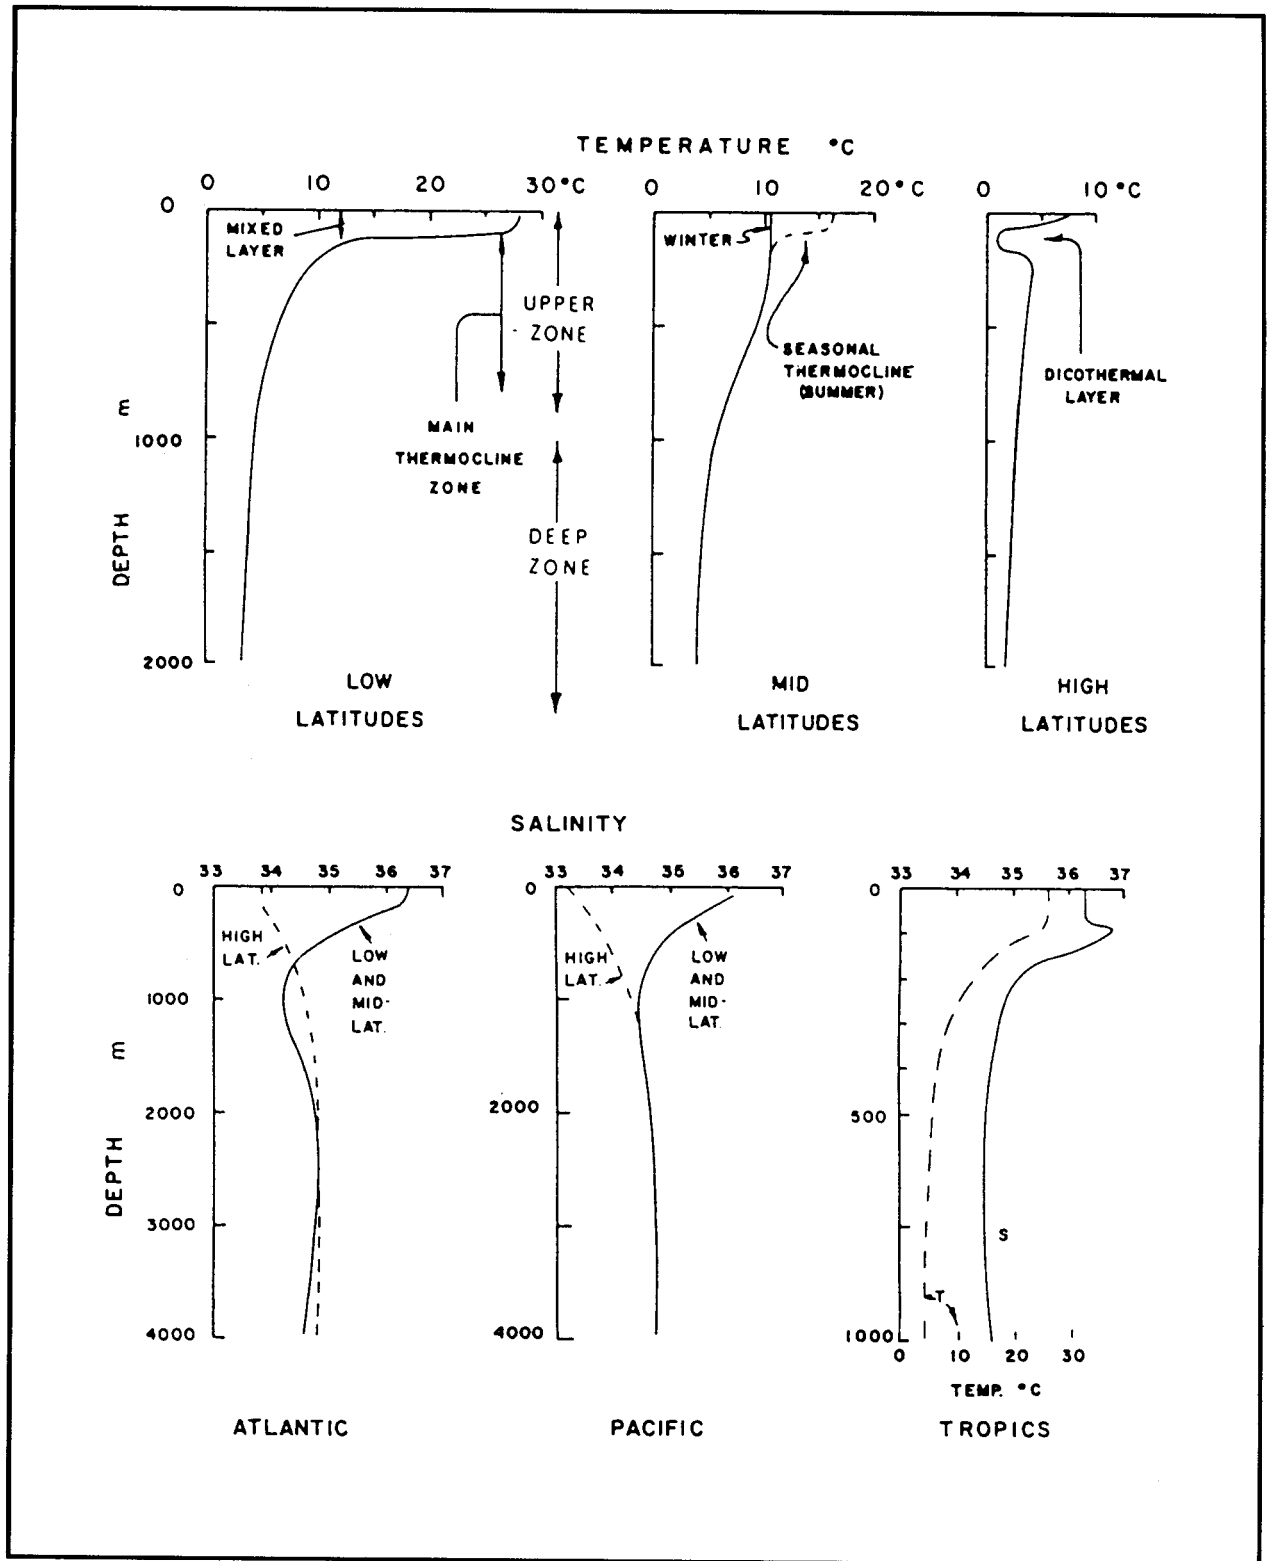 TEMPERATURE °C
0 10 20 30°C 0 10 20°C 0 10°C
0
MIXED
LAYER
WINTER
UPPER
ZONE
SEASONAL
THERMOCLINE
(SUMMER)
DICOTHERMAL
LAYER
MAIN
THERMOCLINE
ZONE
m
1000
DEPTH
DEEP
ZONE
2000
LOW
LATITUDES
MID
LATITUDES
HIGH
LATITUDES
SALINITY
33 34 35 36 37 33 34 35 36 37 33 34 35 36 37
0 0 0
HIGH
LAT.
LOW
AND
MID-
LAT.
HIGH
LAT.
LOW
AND
MID-
LAT.
1000
m
2000
DEPTH
3000
4000
2000
4000
500
S
T
1000
0 10 20 30
TEMP. °C
ATLANTIC
PACIFIC
TROPICS